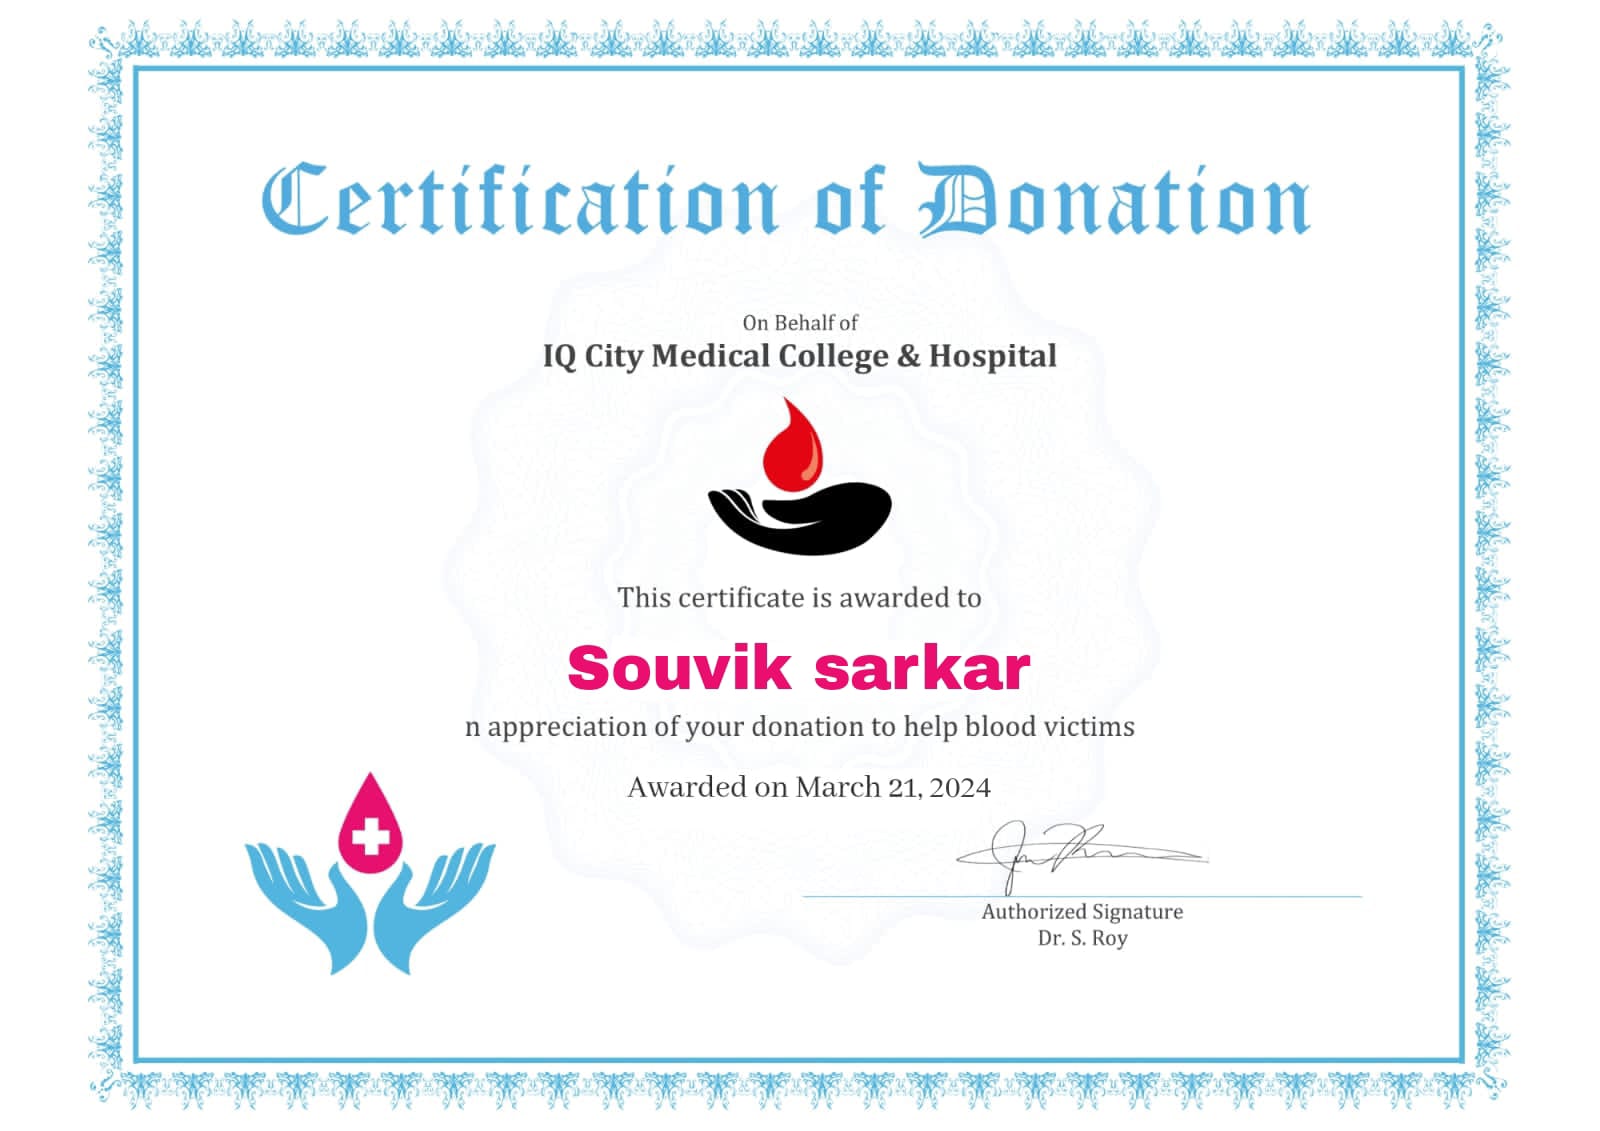 Certification of Donation
On Behalf of
IQ City Medical College & Hospital
This certificate is awarded to
Souvik sarkar
n appreciation of your donation to help blood victims
Awarded on March 21, 2024
Authorized Signature
Dr. S. Roy